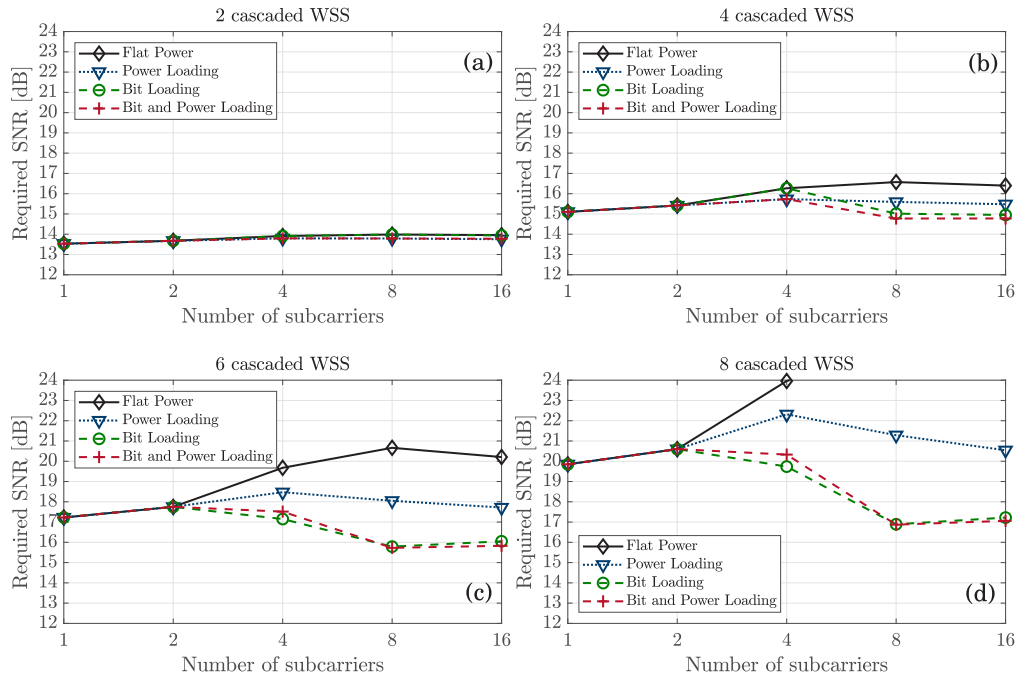 2 cascaded WSS
Required SNR [dB]
24
23
22
21
20
19
18
17
16
15
14
13
12
Flat Power
Power Loading
Bit Loading
Bit and Power Loading
(a)
1 2 4 8 16
Number of subcarriers
4 cascaded WSS
Required SNR [dB]
24
23
22
21
20
19
18
17
16
15
14
13
12
Flat Power
Power Loading
Bit Loading
Bit and Power Loading
(b)
1 2 4 8 16
Number of subcarriers
6 cascaded WSS
Required SNR [dB]
24
23
22
21
20
19
18
17
16
15
14
13
12
Flat Power
Power Loading
Bit Loading
Bit and Power Loading
(c)
1 2 4 8 16
Number of subcarriers
8 cascaded WSS
Required SNR [dB]
24
23
22
21
20
19
18
17
16
15
14
13
12
Flat Power
Power Loading
Bit Loading
Bit and Power Loading
(d)
1 2 4 8 16
Number of subcarriers